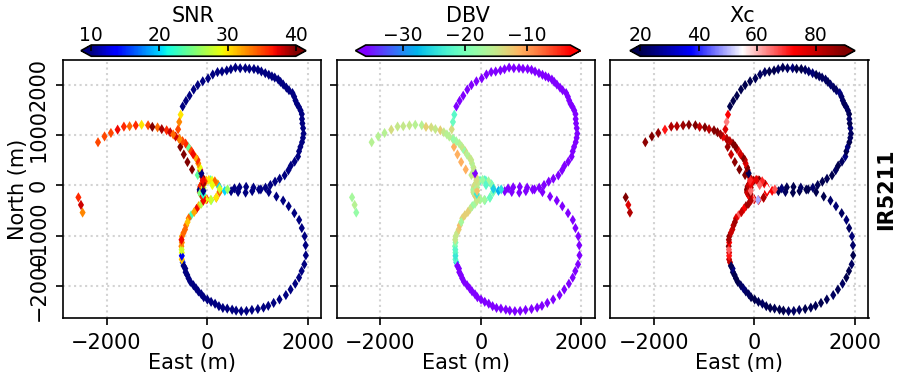 SNR
10 20 30 40
DBV
−30 −20 −10
Xc
20 40 60 80
North (m)
2000
1000
0
−1000
−2000
−2000 0 2000
East (m)
−2000 0 2000
East (m)
−2000 0 2000
East (m)
IR5211